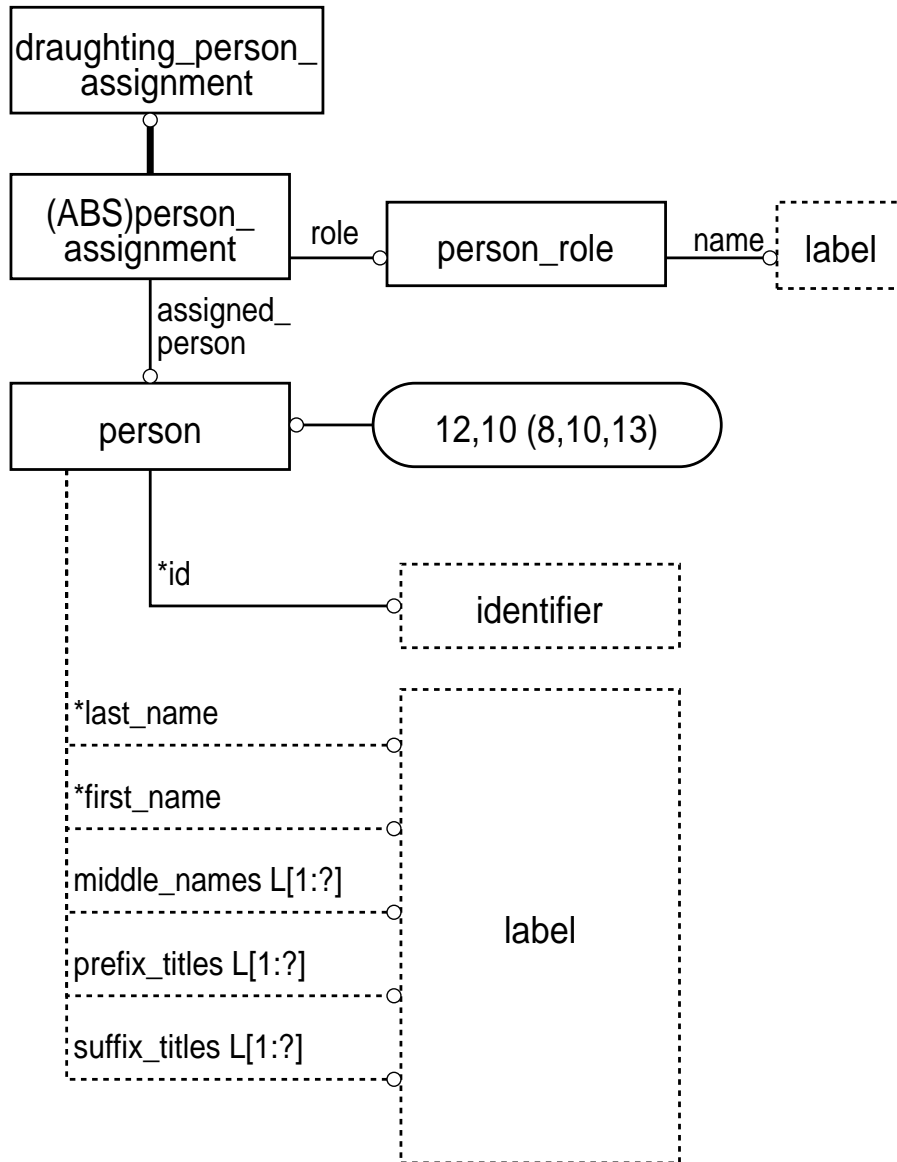 draughting_person_
assignment
(ABS)person_
assignment
role
person_role
name
label
assigned_
person
person
12,10 (8,10,13)
*id
identifier
*last_name
*first_name
middle_names L[1:?]
label
prefix_titles L[1:?]
suffix_titles L[1:?]